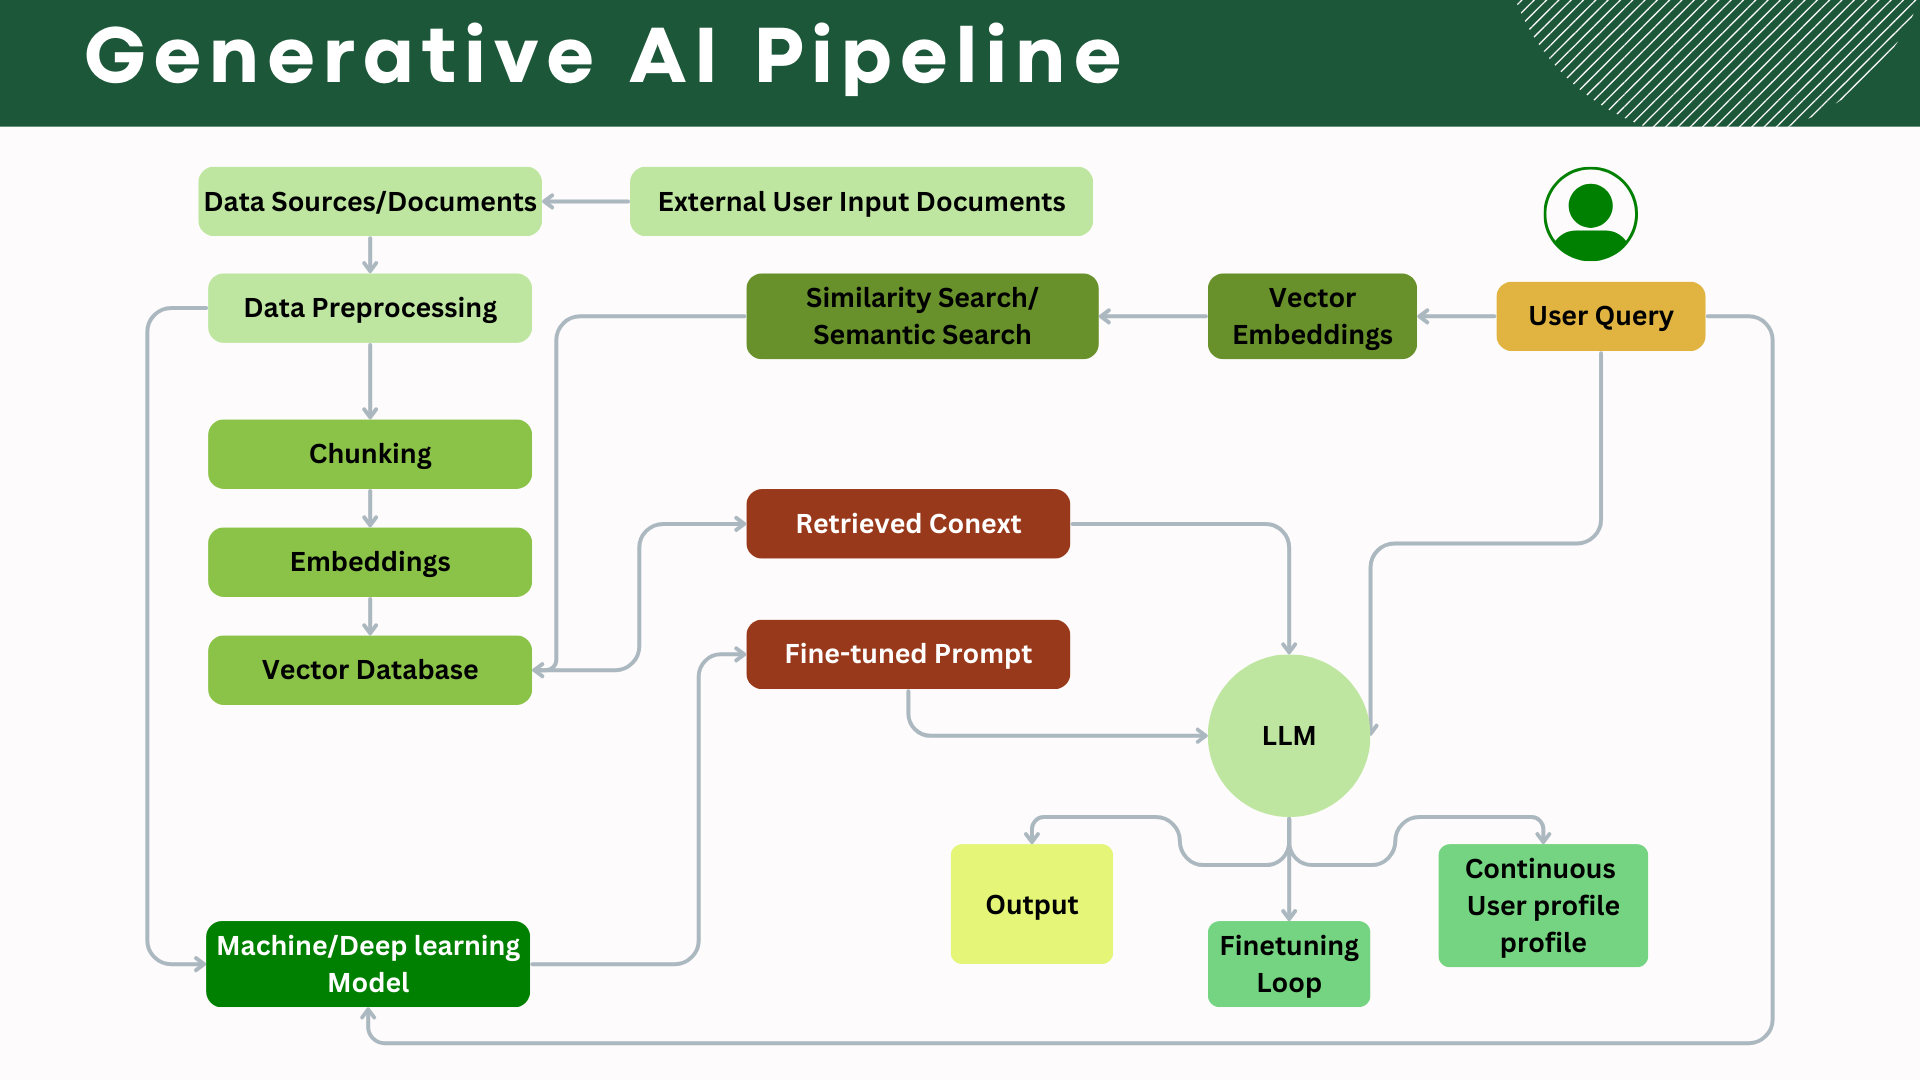 Generative AI Pipeline
Data Sources/Documents
External User Input Documents
Data Preprocessing
Similarity Search/
Semantic Search
Vector
Embeddings
User Query
Chunking
Embeddings
Vector Database
Retrieved Conext
Fine-tuned Prompt
LLM
Output
Finetuning
Loop
Continuous
User profile
profile
Machine/Deep learning
Model